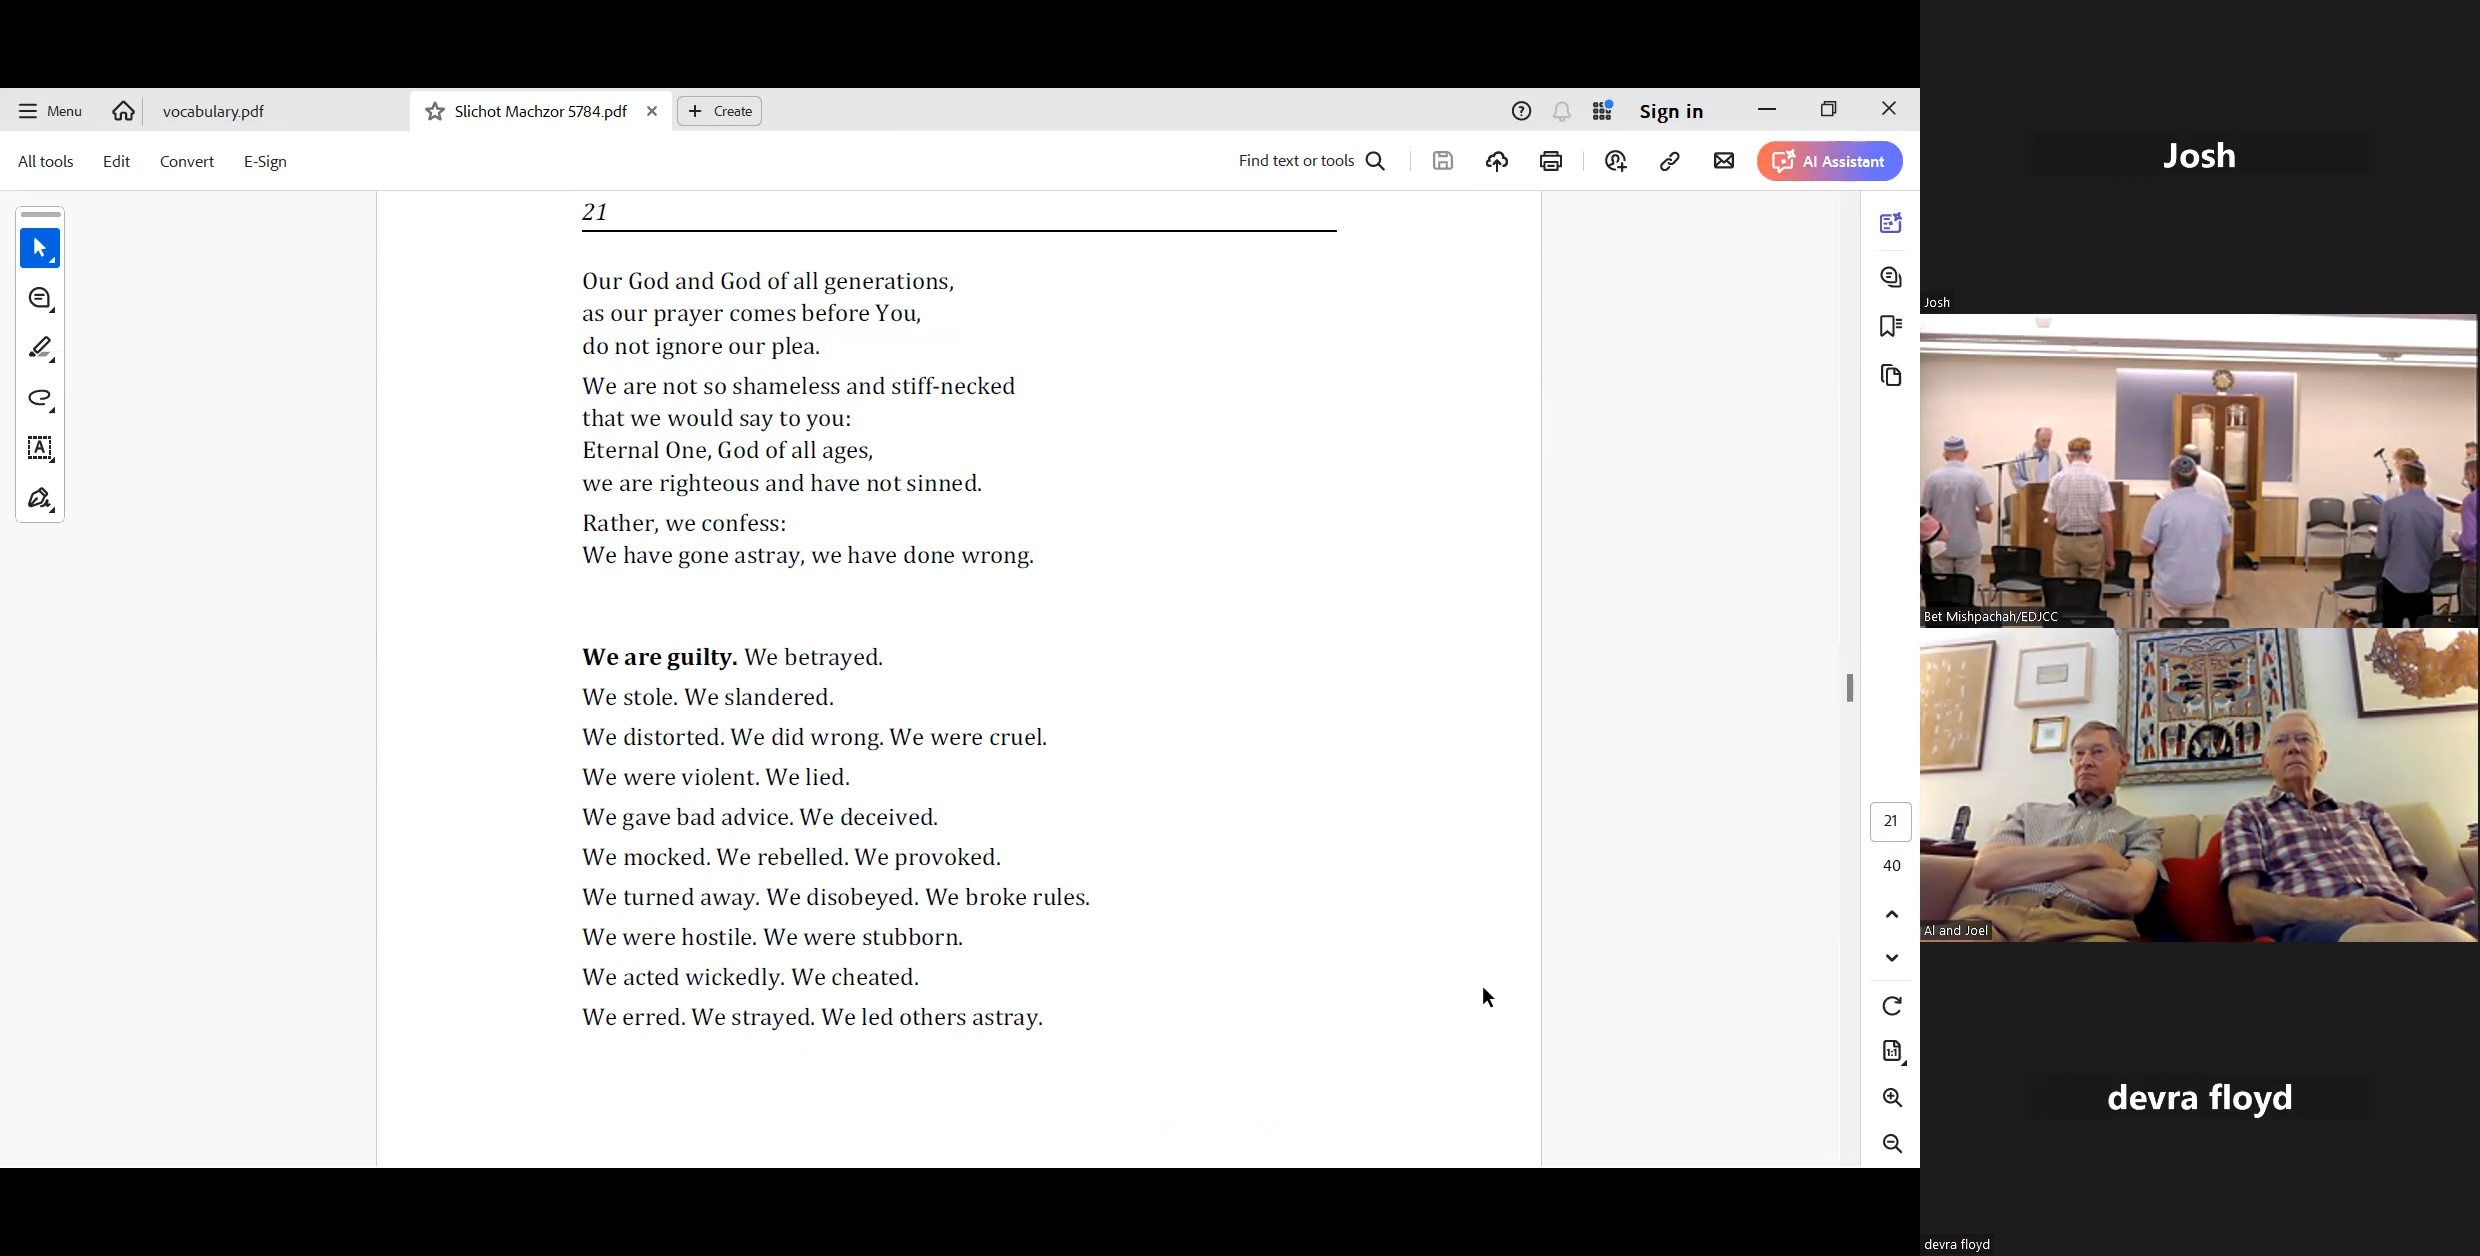 Menu
vocabulary.pdf
Slichot Machzor 5784.pdf
Create
Sign in
All tools
Edit
Convert
E-Sign
Find text or tools
AI Assistant
21
Our God and God of all generations,
as our prayer comes before You,
do not ignore our plea.
We are not so shameless and stiff-necked
that we would say to you:
Eternal One, God of all ages,
we are righteous and have not sinned.
Rather, we confess:
We have gone astray, we have done wrong.
We are guilty. We betrayed.
We stole. We slandered.
We distorted. We did wrong. We were cruel.
We were violent. We lied.
We gave bad advice. We deceived.
We mocked. We rebelled. We provoked.
We turned away. We disobeyed. We broke rules.
We were hostile. We were stubborn.
We acted wickedly. We cheated.
We erred. We strayed. We led others astray.
21
40
1:1
Josh
Josh
Bet Mishpachah/EDJCC
Al and Joel
devra floyd
devra floyd